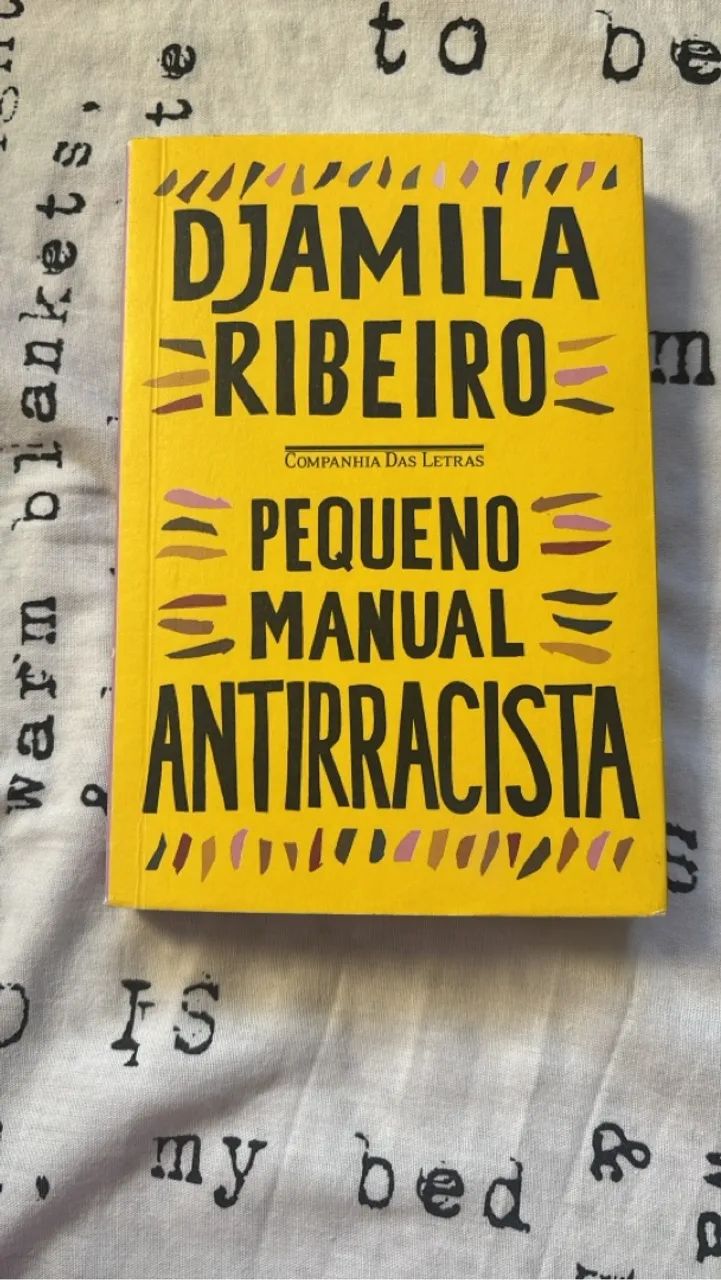 to be
warm blankets,
DJAMILA
RIBEIRO
COMPANHIA DAS LETRAS
PEQUENO
MANUAL
ANTIRRACISTA
IS
my bed &